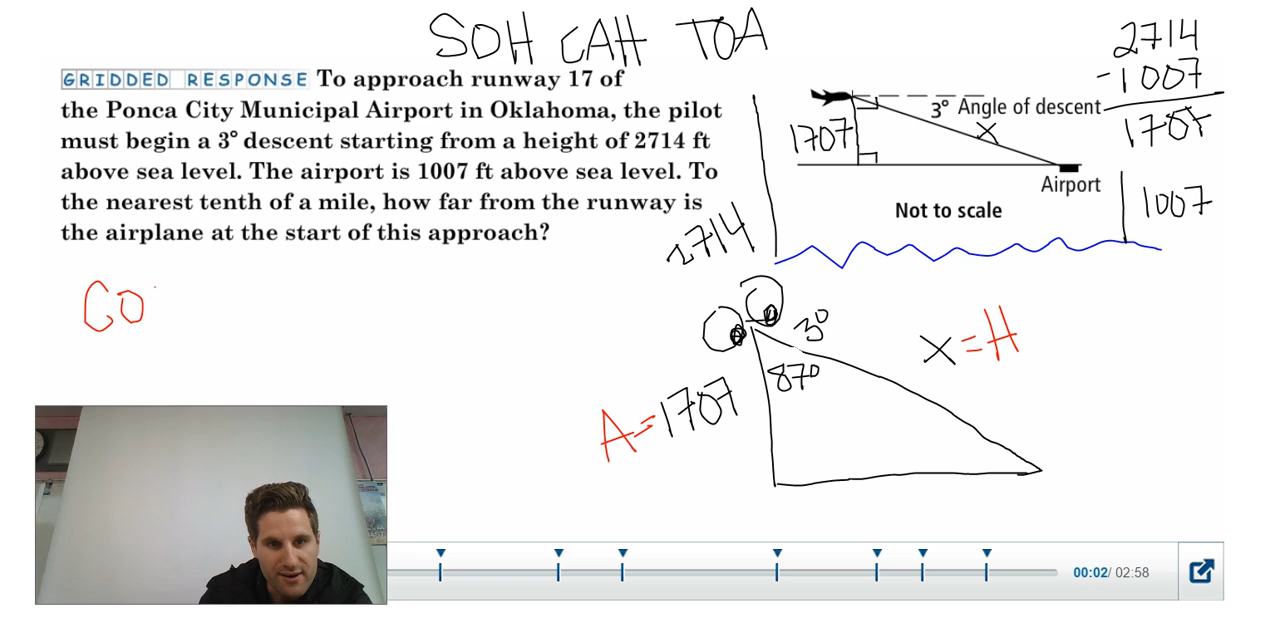 SOH CAH TOA
GRIDDED RESPONSE To approach runway 17 of
the Ponca City Municipal Airport in Oklahoma, the pilot
must begin a 3° descent starting from a height of 2714 ft
above sea level. The airport is 1007 ft above sea level. To
the nearest tenth of a mile, how far from the runway is
the airplane at the start of this approach?
2714
-1007
1707
3° Angle of descent
x
1707
Airport
Not to scale
1007
2714
CO
3°
87°
x=H
A=1707
00:02/ 02:58